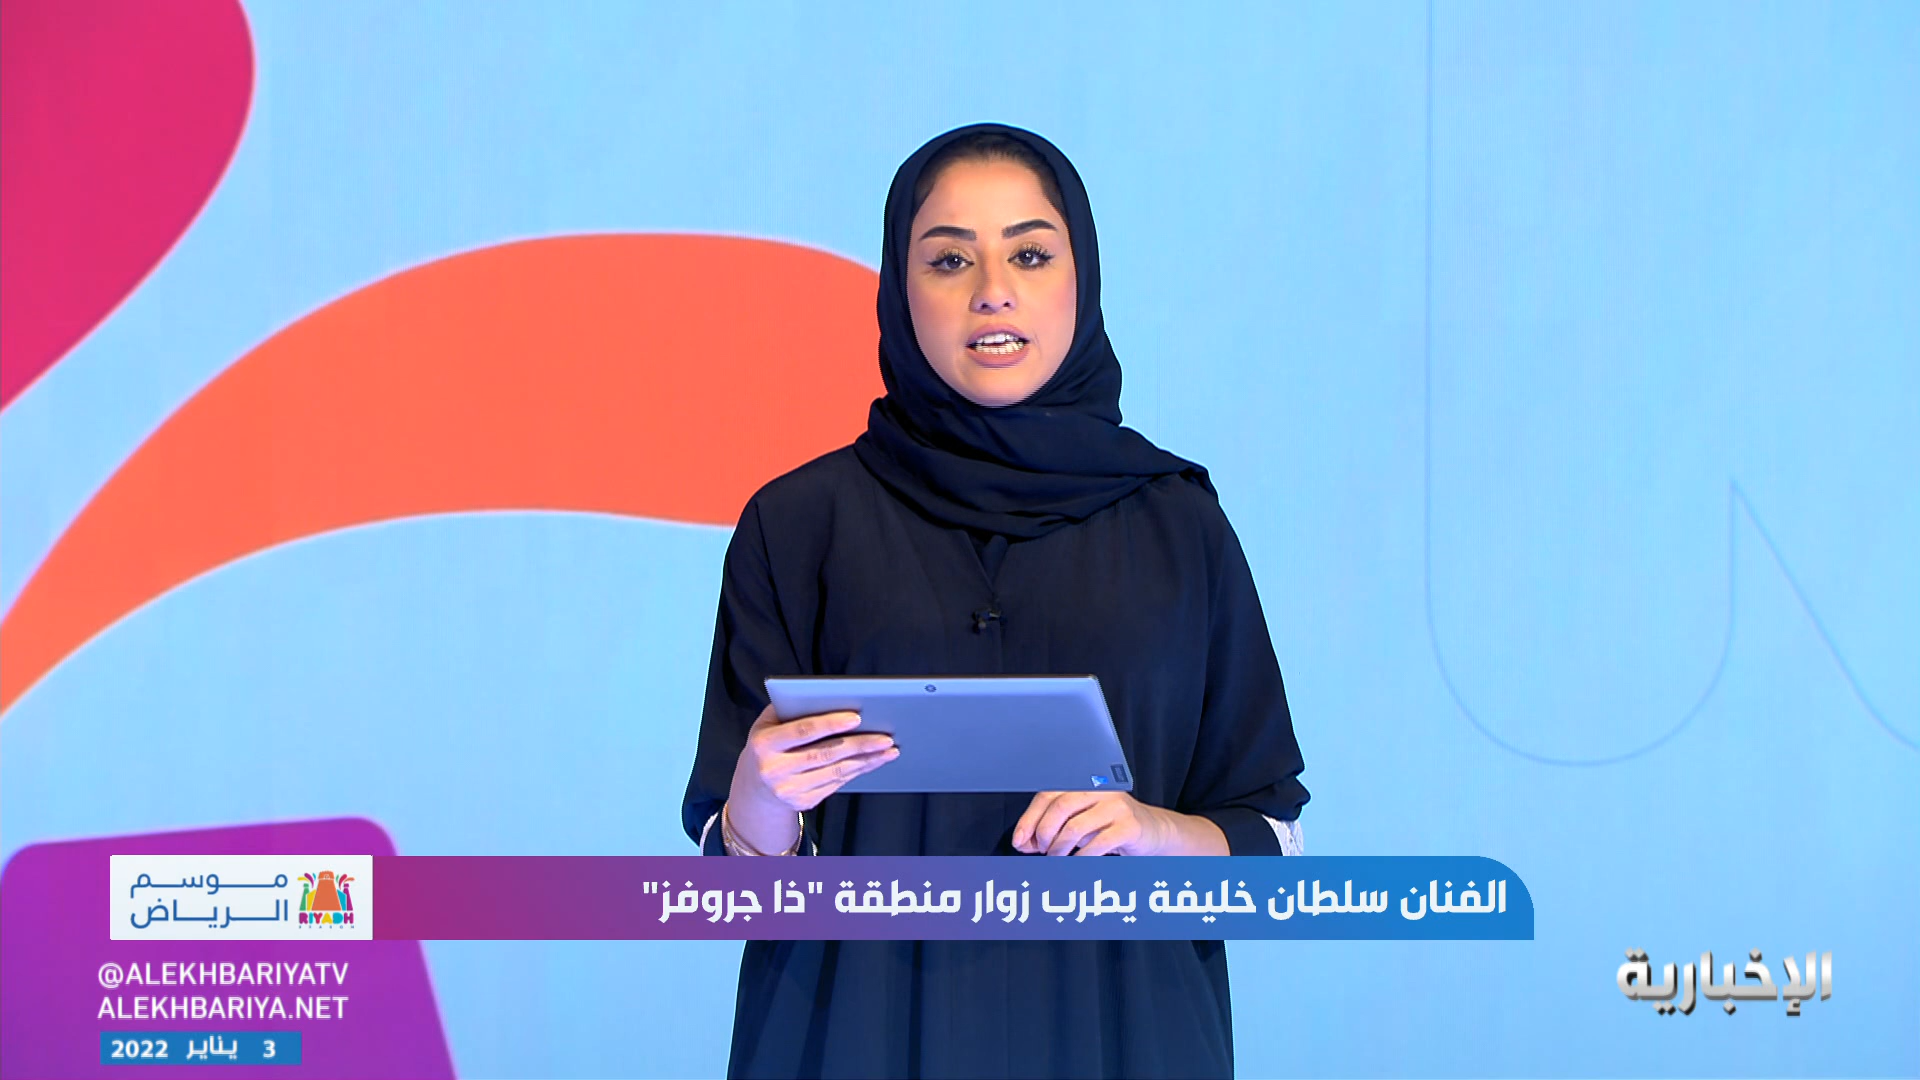 الفنان سلطان خليفة يطرب زوار منطقة "ذا جروفز"
موسم
الرياض
RIYADH
@ALEKHBARIYATV
ALEKHBARIYA.NET
3 يناير 2022
الإخبارية